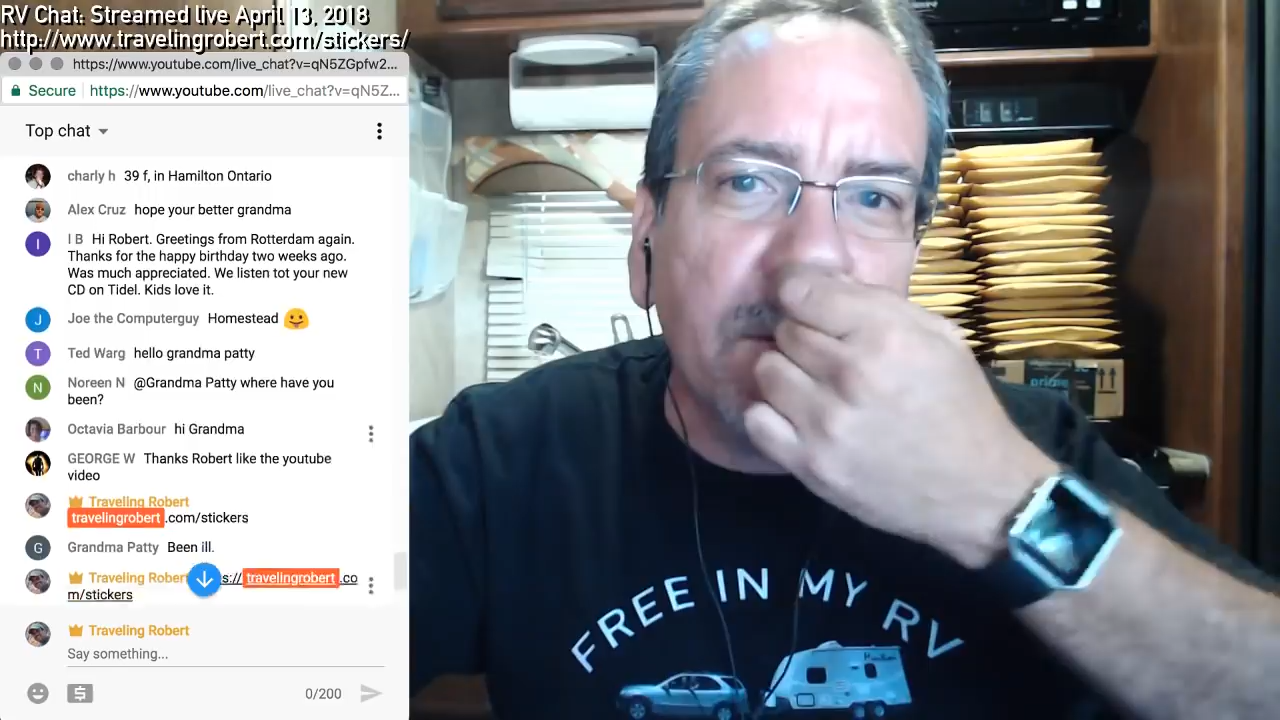 RV Chat: Streamed live April 13, 2018
http://www.travelingrobert.com/stickers/
https://www.youtube.com/live_chat?v=qN5ZGpfw2...
Secure https://www.youtube.com/live_chat?v=qN5Z...
Top chat
charly h 39 f, in Hamilton Ontario
Alex Cruz hope your better grandma
I
I B Hi Robert. Greetings from Rotterdam again.
Thanks for the happy birthday two weeks ago.
Was much appreciated. We listen tot your new
CD on Tidel. Kids love it.
J
Joe the Computerguy Homestead
T
Ted Warg hello grandma patty
N
Noreen N @Grandma Patty where have you
been?
Octavia Barbour hi Grandma
GEORGE W Thanks Robert like the youtube
video
Traveling Robert
travelingrobert.com/stickers
G
Grandma Patty Been ill.
Traveling Robert s://travelingrobert.co
m/stickers
Traveling Robert
Say something...
$
0/200
prime
FREE IN MY RV